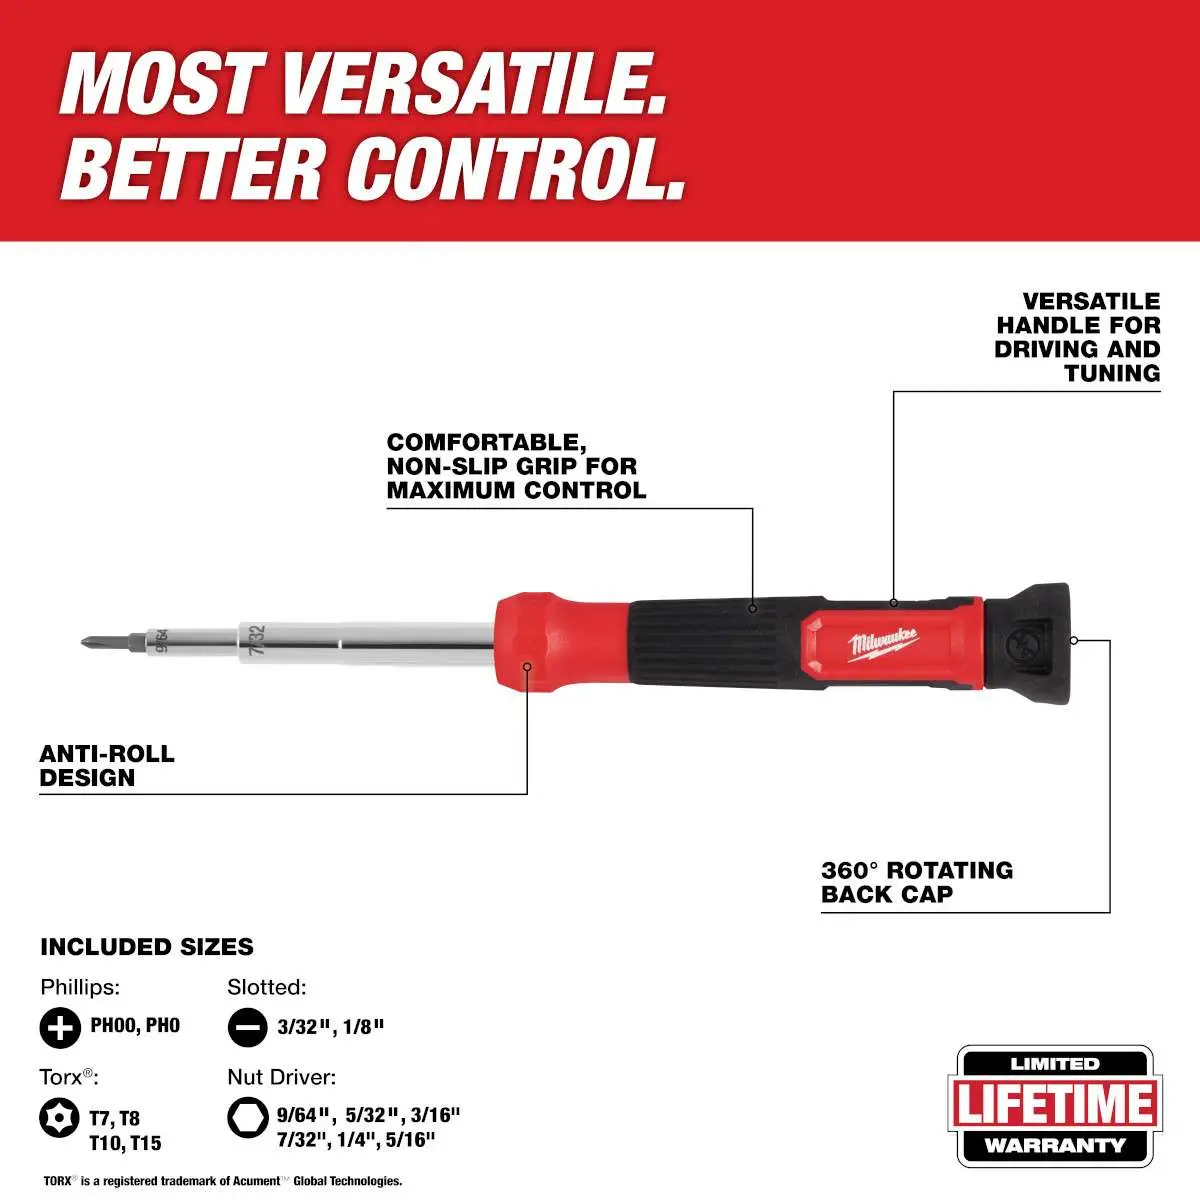 MOST VERSATILE.
BETTER CONTROL.
VERSATILE
HANDLE FOR
DRIVING AND
TUNING
COMFORTABLE,
NON-SLIP GRIP FOR
MAXIMUM CONTROL
9/64
7/32
Milwaukee
ANTI-ROLL
DESIGN
360° ROTATING
BACK CAP
INCLUDED SIZES
Phillips:
PH00, PH0
Slotted:
3/32", 1/8"
Torx®:
T7, T8
T10, T15
Nut Driver:
9/64", 5/32", 3/16"
7/32", 1/4", 5/16"
LIMITED
LIFETIME
WARRANTY
TORX® is a registered trademark of Acument™ Global Technologies.